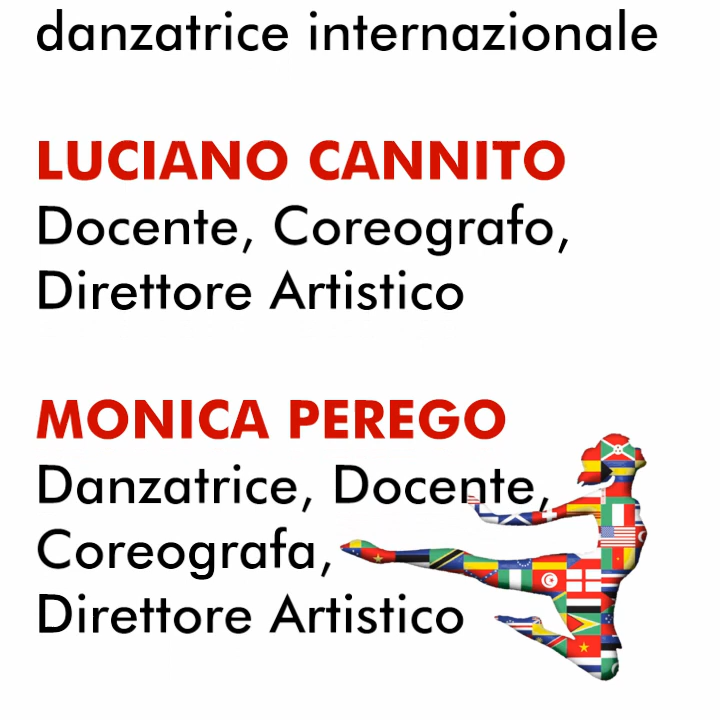 danzatrice internazionale
LUCIANO CANNITO
Docente, Coreografo,
Direttore Artistico
MONICA PEREGO
Danzatrice, Docente,
Coreografa,
Direttore Artistico